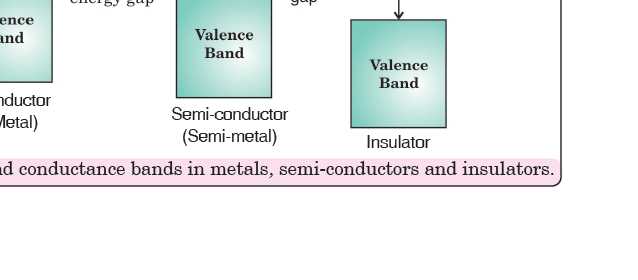 energy gap
gap
ence
and
Valence
Band
Valence
Band
nductor
Metal)
Semi-conductor
(Semi-metal)
Insulator
nd conductance bands in metals, semi-conductors and insulators.